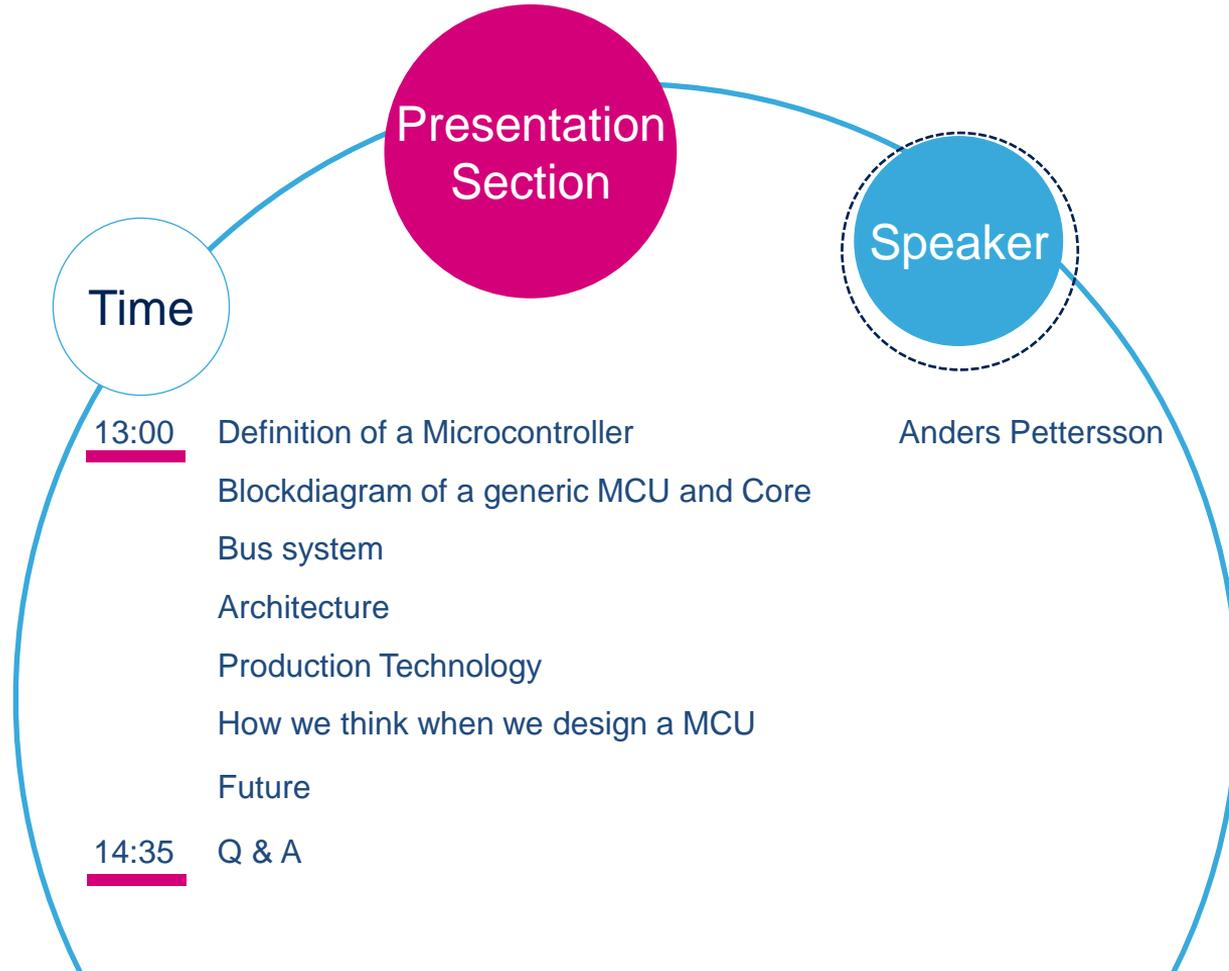 Presentation
Section
Speaker
Time
13:00 Definition of a Microcontroller Anders Pettersson
Blockdiagram of a generic MCU and Core
Bus system
Architecture
Production Technology
How we think when we design a MCU
Future
14:35 Q & A